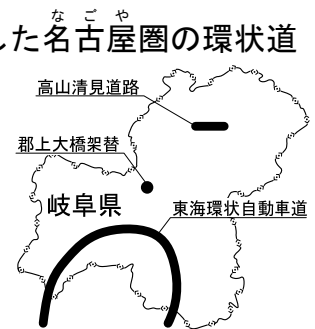 なごや
した名古屋圏の環状道
高山清見道路
郡上大橋架替
岐阜県
東海環状自動車道